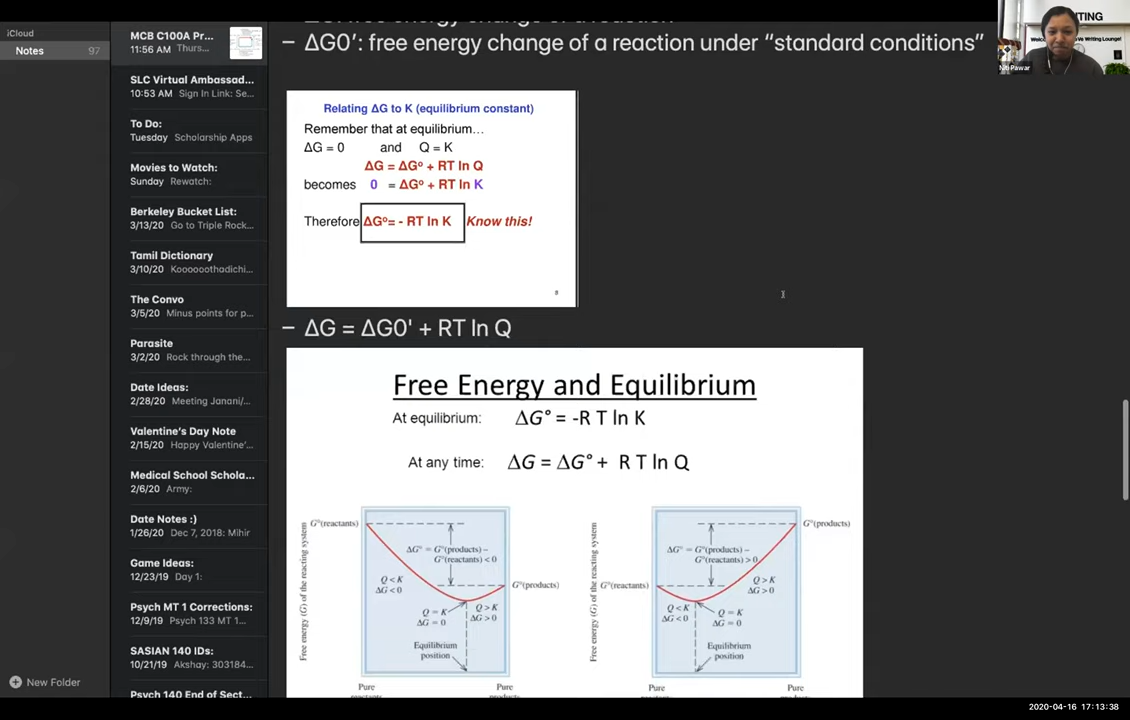 iCloud
Notes 97
MCB C100A Pr...
11:56 AM Thurs...
SLC Virtual Ambassad...
10:53 AM Sign In Link: Se...
To Do:
Tuesday Scholarship Apps
Movies to Watch:
Sunday Rewatch:
Berkeley Bucket List:
3/13/20 Go to Triple Rock...
Tamil Dictionary
3/10/20 Koooooothadichi...
The Convo
3/5/20 Minus points for p...
Parasite
3/2/20 Rock through the...
Date Ideas:
2/28/20 Meeting Janani/...
Valentine's Day Note
2/15/20 Happy Valentine'...
Medical School Schola...
2/6/20 Army:
Date Notes :)
1/26/20 Dec 7, 2018: Mihir
Game Ideas:
12/23/19 Day 1:
Psych MT 1 Corrections:
12/9/19 Psych 133 MT 1...
SASIAN 140 IDs:
10/21/19 Akshay: 303184...
Psych 140 End of Sect...
New Folder
– ΔG0′: free energy change of a reaction under “standard conditions”
Relating ΔG to K (equilibrium constant)
Remember that at equilibrium…
ΔG = 0 and Q = K
ΔG = ΔGº + RT ln Q
becomes 0 = ΔGº + RT ln K
Therefore ΔGº= - RT ln K Know this!
– ΔG = ΔG0' + RT ln Q
Free Energy and Equilibrium
At equilibrium: ΔG° = -R T ln K
At any time: ΔG = ΔG° + R T ln Q
Free energy (G) of the reacting system
G°(reactants)
ΔG° = G°(products) –
G°(reactants) < 0
G°(products)
Q < K
ΔG < 0
Q = K
ΔG = 0
Q > K
ΔG > 0
Equilibrium
position
Pure
reactants
Pure
products
Free energy (G) of the reacting system
G°(products)
ΔG° = G°(products) –
G°(reactants) > 0
G°(reactants)
Q > K
ΔG > 0
Q < K
ΔG < 0
Q = K
ΔG = 0
Equilibrium
position
Pure
Pure
Niti Pawar
2020-04-16 17:13:38